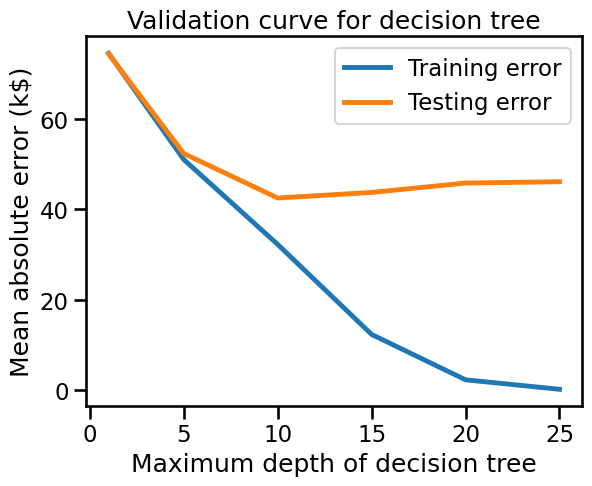 Validation curve for decision tree
Training error
Testing error
Mean absolute error (k$)
60
40
20
0
0 5 10 15 20 25
Maximum depth of decision tree